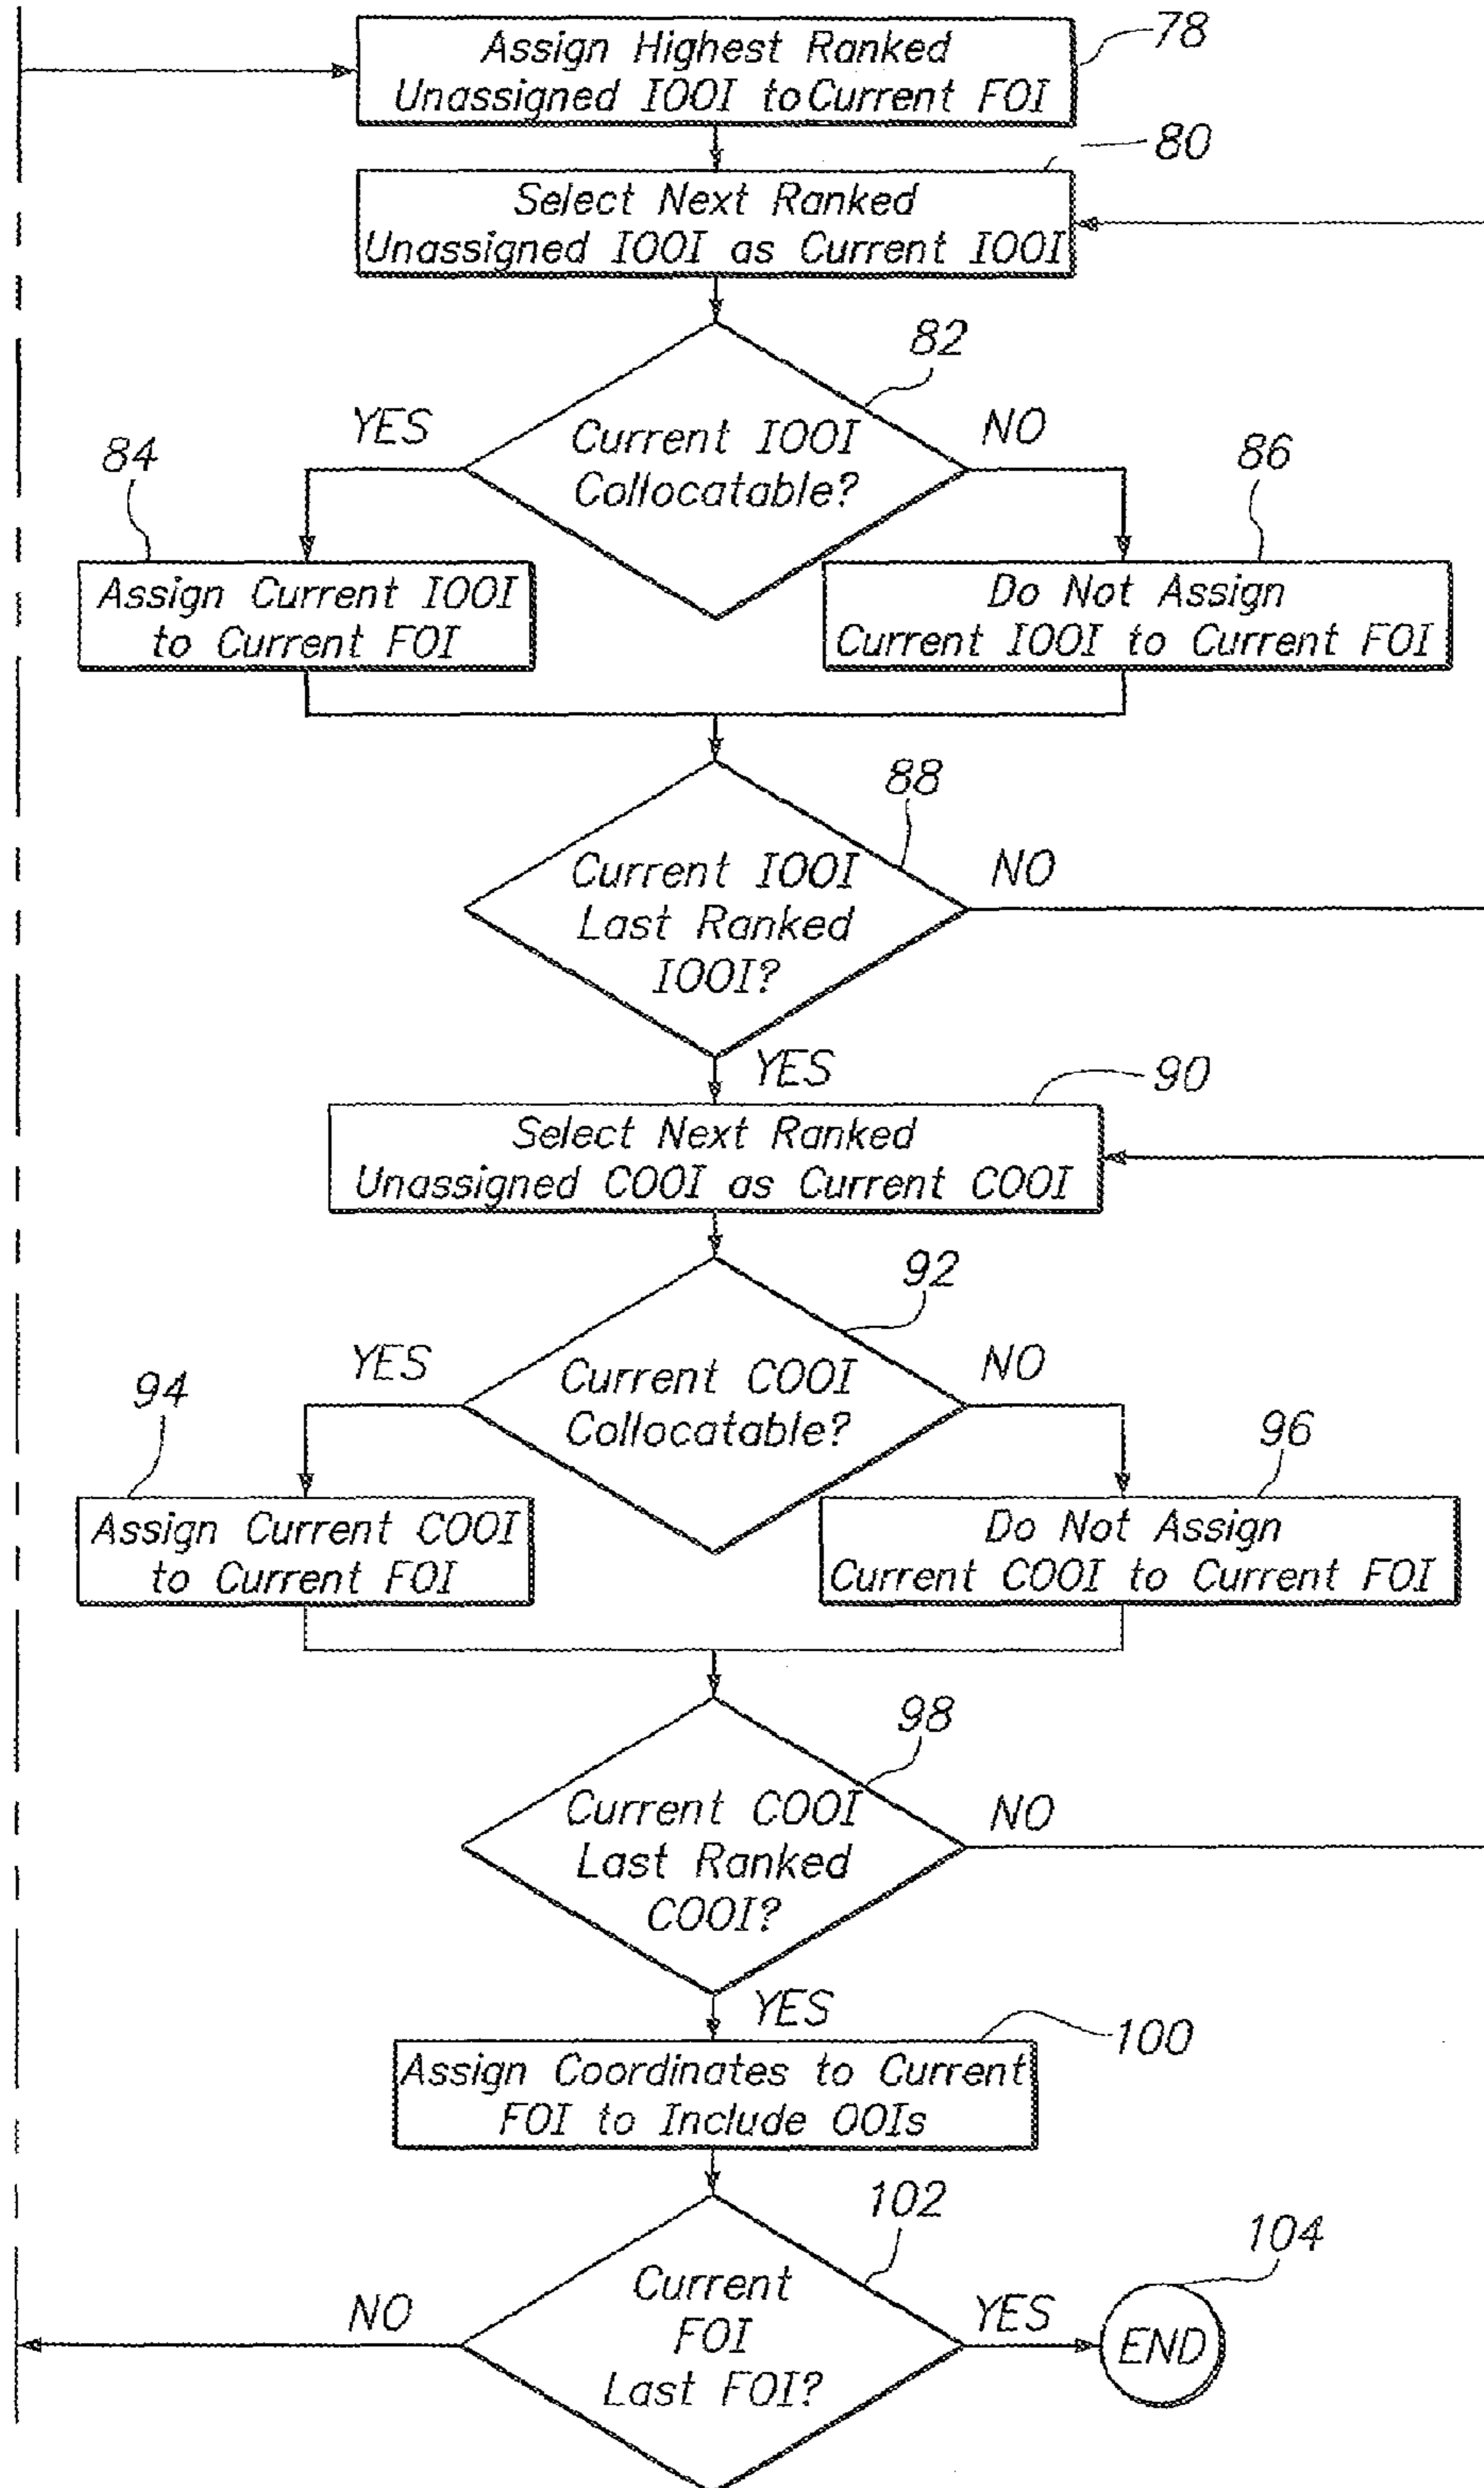 Assign Highest Ranked
Unassigned IOOI to Current FOI
78
Select Next Ranked
Unassigned IOOI as Current IOOI
80
Current IOOI
Collocatable?
82
YES
NO
84
86
Assign Current IOOI
to Current FOI
Do Not Assign
Current IOOI to Current FOI
88
Current IOOI
Last Ranked
IOOI?
NO
YES
90
Select Next Ranked
Unassigned COOI as Current COOI
92
Current COOI
Collocatable?
YES
NO
94
96
Assign Current COOI
to Current FOI
Do Not Assign
Current COOI to Current FOI
98
Current COOI
Last Ranked
COOI?
NO
YES
100
Assign Coordinates to Current
FOI to Include OOIs
102
Current
FOI
Last FOI?
NO
YES
104
END